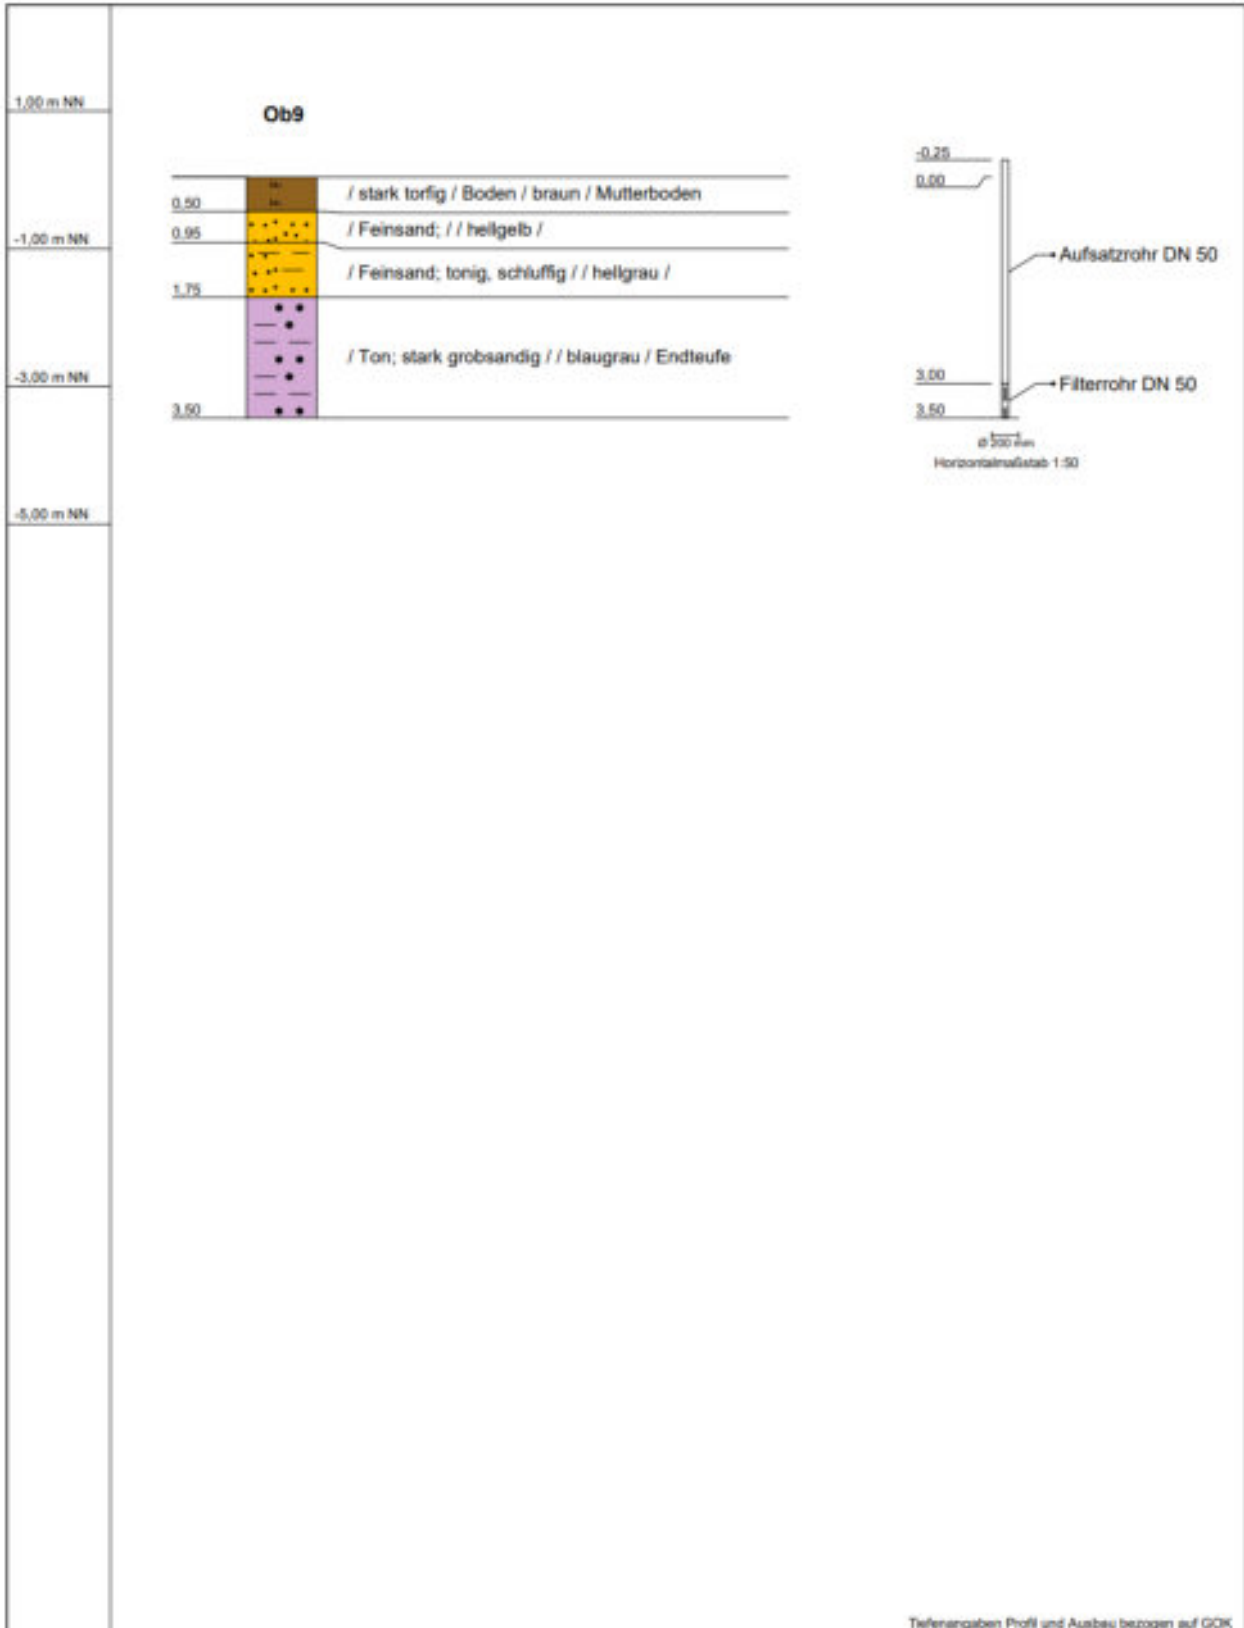 1,00 m NN
Ob9
-0,25
0,00
/ stark torfig / Boden / braun / Mutterboden
0,50
/ Feinsand; / / hellgelb /
0,95
-1,00 m NN
Aufsatzrohr DN 50
/ Feinsand; tonig, schluffig / / hellgrau /
1,75
/ Ton; stark grobsandig / / blaugrau / Endteufe
-3,00 m NN
3,00
Filterrohr DN 50
3,50
3,50
Ø 200 mm
Horizontalmaßstab 1:50
-5,00 m NN
Tiefenangaben Profil und Ausbau bezogen auf GOK